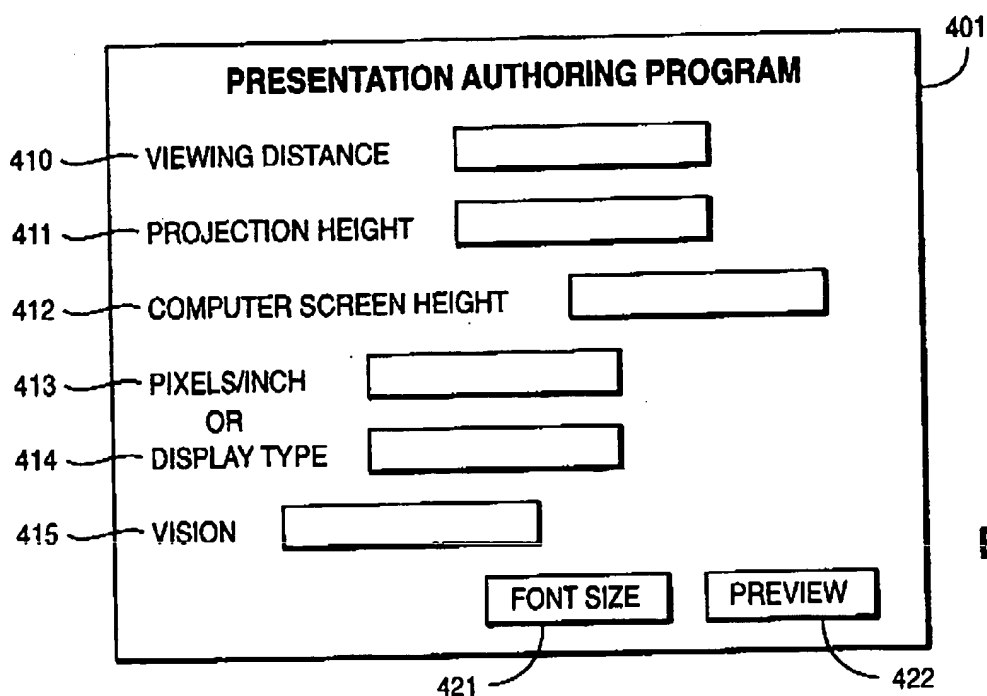 401
PRESENTATION AUTHORING PROGRAM
410 VIEWING DISTANCE
411 PROJECTION HEIGHT
412 COMPUTER SCREEN HEIGHT
413 PIXELS/INCH
OR
414 DISPLAY TYPE
415 VISION
FONT SIZE PREVIEW
421 422